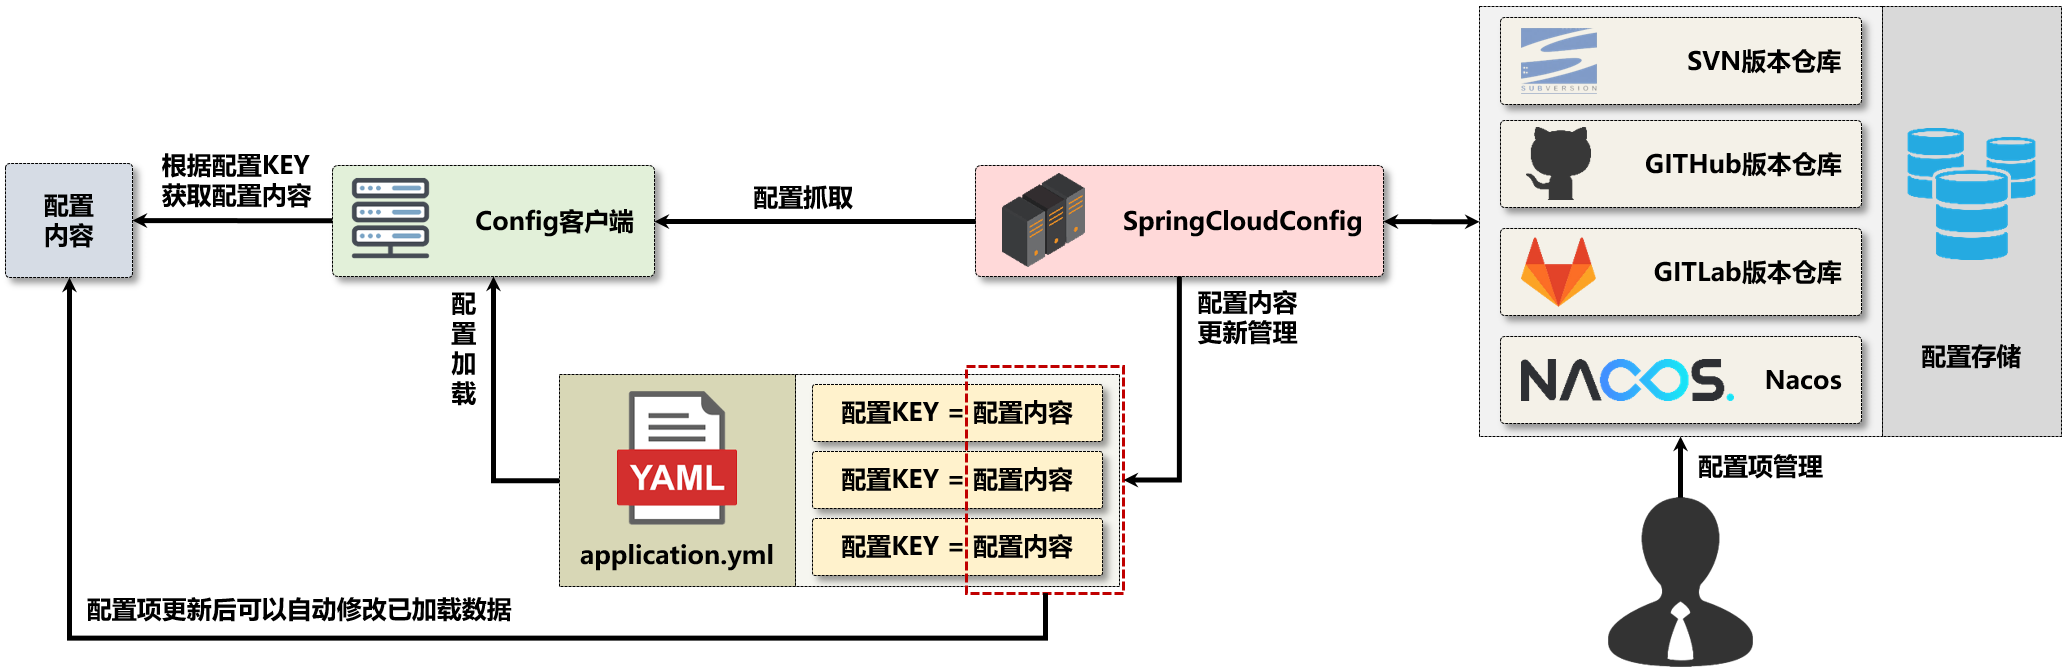 SUBVERSION
SVN版本仓库
GITHub版本仓库
GITLab版本仓库
NACOS.
Nacos
配置存储
配置项管理
配置
内容
根据配置KEY
获取配置内容
Config客户端
配置抓取
SpringCloudConfig
配置内容
更新管理
配
置
加
载
YAML
application.yml
配置KEY = 配置内容
配置KEY = 配置内容
配置KEY = 配置内容
配置项更新后可以自动修改已加载数据